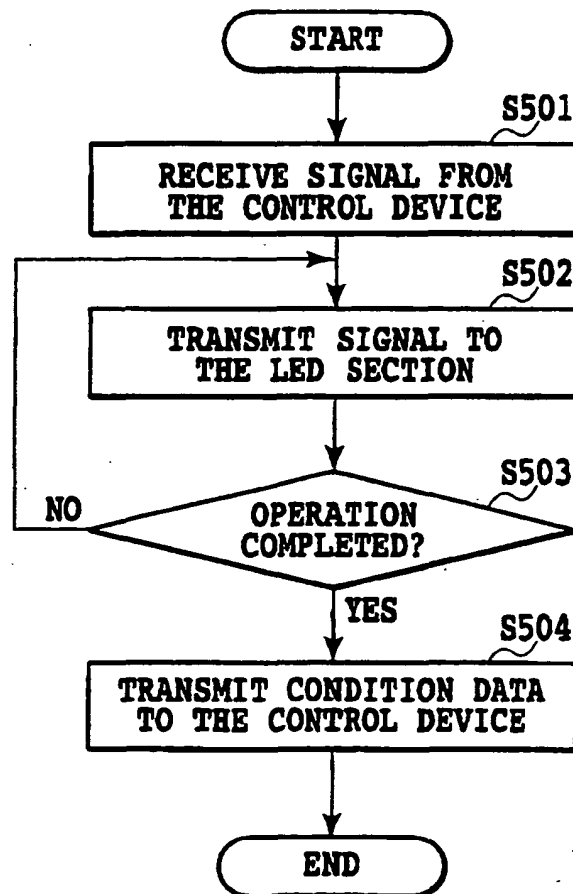 START
S501
RECEIVE SIGNAL FROM
THE CONTROL DEVICE
S502
TRANSMIT SIGNAL TO
THE LED SECTION
S503
OPERATION
COMPLETED?
NO
YES
S504
TRANSMIT CONDITION DATA
TO THE CONTROL DEVICE
END